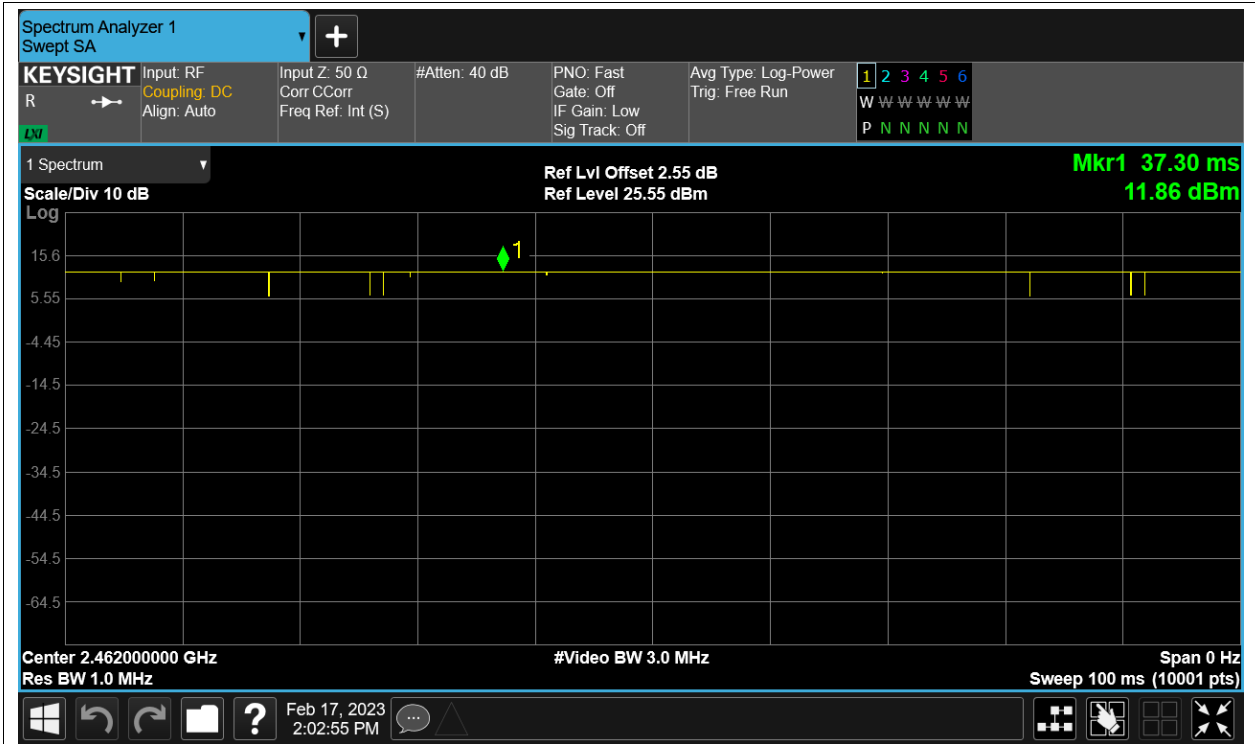 Spectrum Analyzer 1
Swept SA
+
KEYSIGHT
R
LXI
Input: RF
Coupling: DC
Align: Auto
Input Z: 50 Ω
Corr CCorr
Freq Ref: Int (S)
#Atten: 40 dB
PNO: Fast
Gate: Off
IF Gain: Low
Sig Track: Off
Avg Type: Log-Power
Trig: Free Run
1 2 3 4 5 6
W W W W W W
P N N N N N
1 Spectrum
Scale/Div 10 dB
Log
Ref Lvl Offset 2.55 dB
Ref Level 25.55 dBm
Mkr1 37.30 ms
11.86 dBm
1
15.6
5.55
-4.45
-14.5
-24.5
-34.5
-44.5
-54.5
-64.5
Center 2.462000000 GHz
Res BW 1.0 MHz
#Video BW 3.0 MHz
Span 0 Hz
Sweep 100 ms (10001 pts)
?
Feb 17, 2023
2:02:55 PM